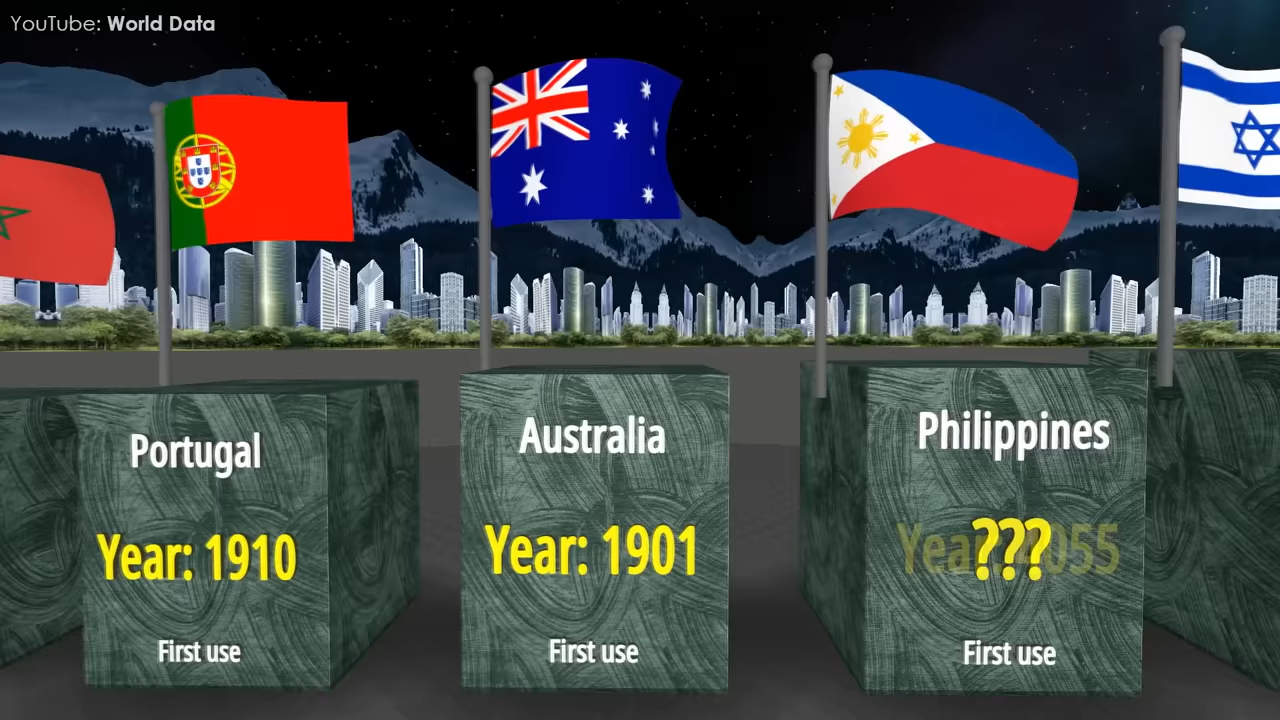 YouTube: World Data
Portugal
Australia
Philippines
Year: 1910
Year: 1901
???
First use
First use
First use